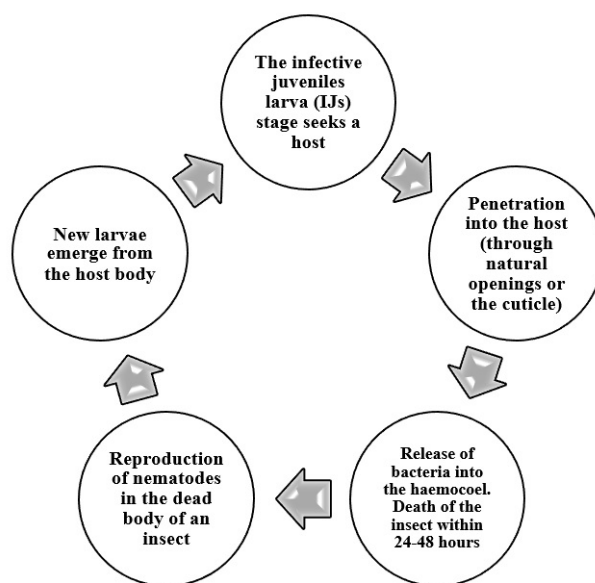 The infective
juveniles
larva (IJs)
stage seeks a
host
Penetration
into the host
(through
natural
openings or
the cuticle)
Release of
bacteria into
the haemocoel.
Death of the
insect within
24-48 hours
Reproduction
of nematodes
in the dead
body of an
insect
New larvae
emerge from
the host body